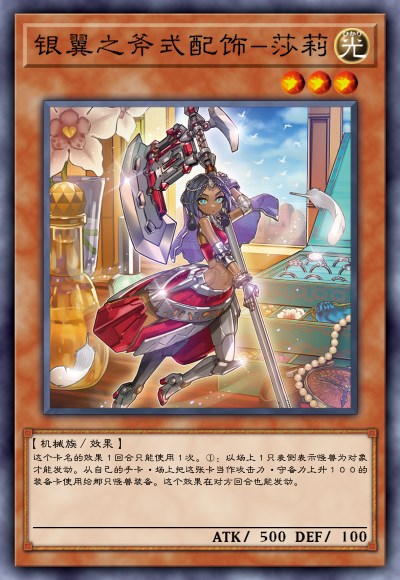 银翼之斧式配饰-莎莉
光
ひかり
【机械族／效果】
这个卡名的效果1回合只能使用1次。①：以场上1只表侧表示怪兽为对象
才能发动。从自己的手卡・场上把这张卡当作攻击力・守备力上升100的
装备卡使用给那只怪兽装备。这个效果在对方回合也能发动。
ATK/ 500 DEF/ 100